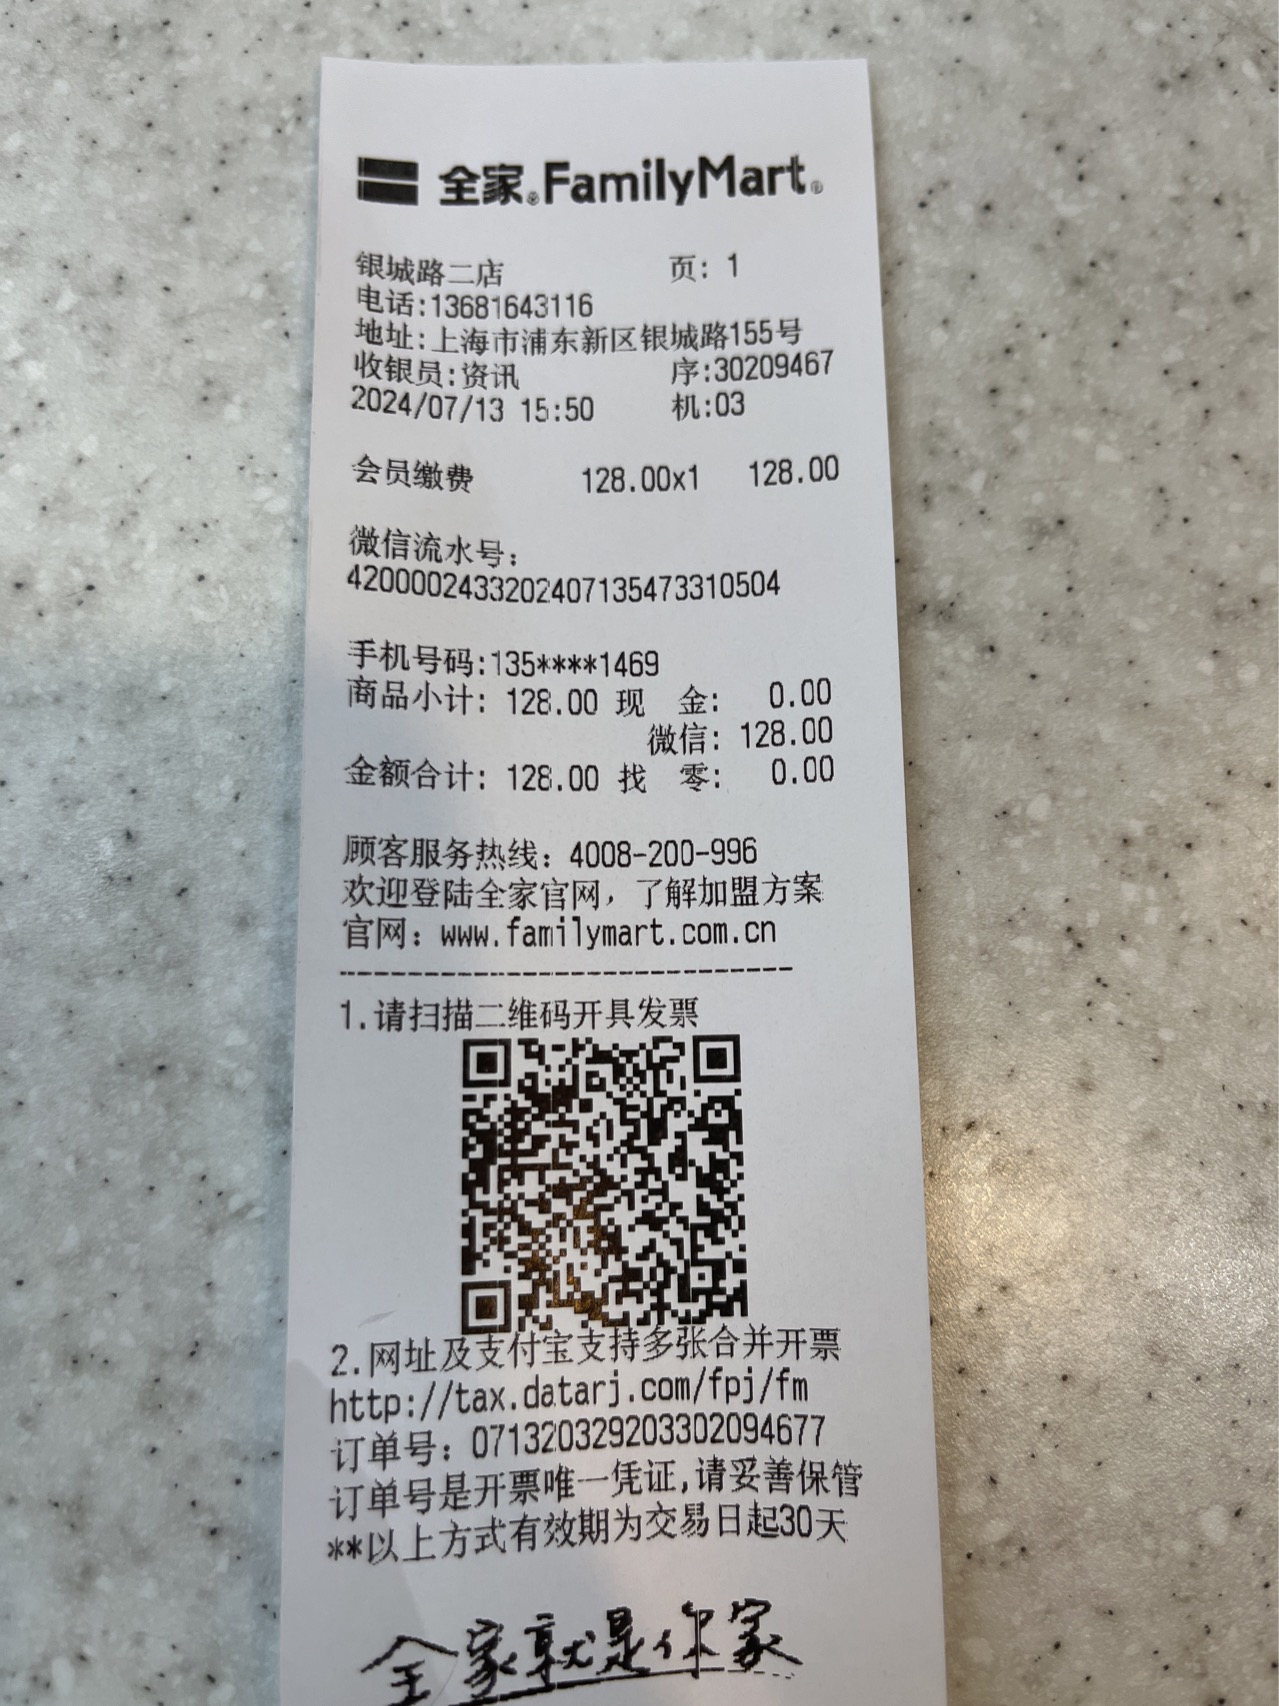 全家®FamilyMart®
银城路二店 页: 1
电话:13681643116
地址:上海市浦东新区银城路155号
收银员:资讯 序:30209467
2024/07/13 15:50 机:03
会员缴费 128.00x1 128.00
微信流水号:
4200002433202407135473310504
手机号码:135****1469
商品小计: 128.00 现 金: 0.00
微信: 128.00
金额合计: 128.00 找 零: 0.00
顾客服务热线: 4008-200-996
欢迎登陆全家官网, 了解加盟方案
官网: www.familymart.com.cn
------------------------------
1.请扫描二维码开具发票
2.网址及支付宝支持多张合并开票
http://tax.datarj.com/fpj/fm
订单号: 0713203292033020946​77
订单号是开票唯一凭证,请妥善保管
**以上方式有效期为交易日起30天
全家就是你家